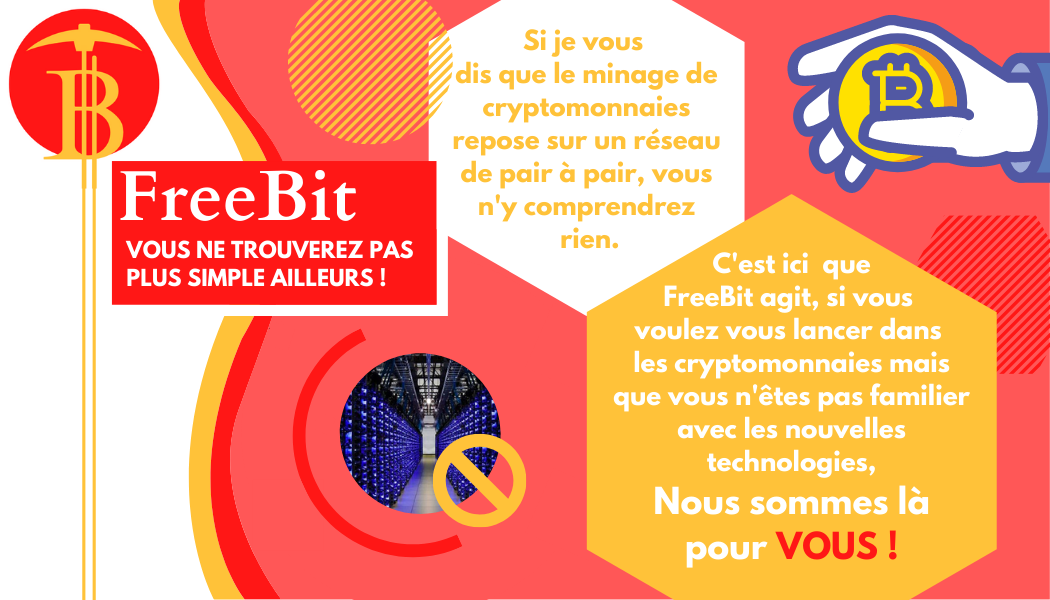 FreeBit
VOUS NE TROUVEREZ PAS
PLUS SIMPLE AILLEURS !
Si je vous
dis que le minage de
cryptomonnaies
repose sur un réseau
de pair à pair, vous
n'y comprendrez
rien.
C'est ici que
FreeBit agit, si vous
voulez vous lancer dans
les cryptomonnaies mais
que vous n'êtes pas familier
avec les nouvelles
technologies,
Nous sommes là
pour VOUS !